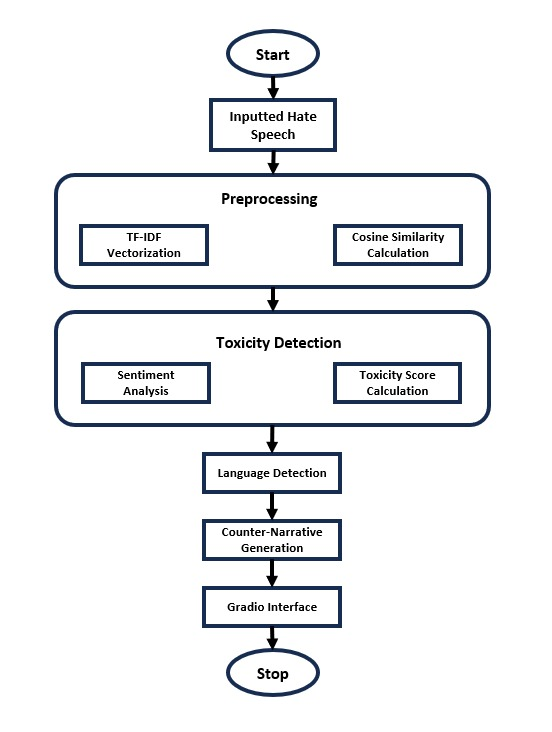 Start
Inputted Hate
Speech
Preprocessing
TF-IDF
Vectorization
Cosine Similarity
Calculation
Toxicity Detection
Sentiment
Analysis
Toxicity Score
Calculation
Language Detection
Counter-Narrative
Generation
Gradio Interface
Stop